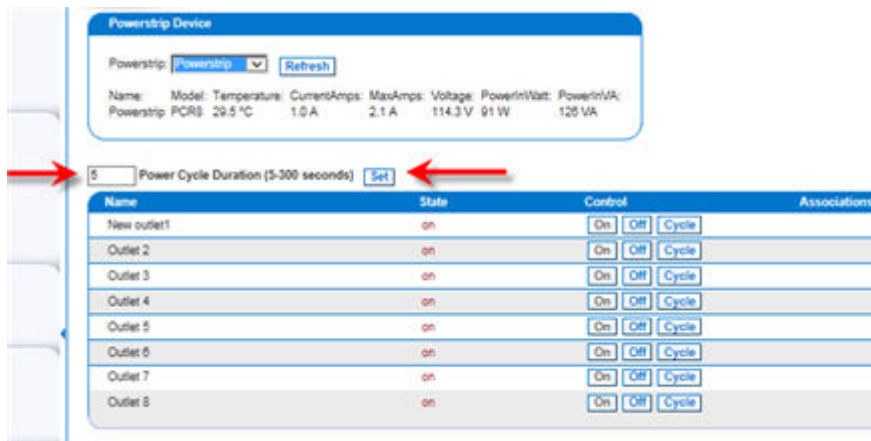 Powerstrip Device
Powerstrip: Powerstrip Refresh
Name: Model: Temperature: CurrentAmps: MaxAmps: Voltage: PowerInWatt: PowerInVA:
Powerstrip PCR8 29.5 °C 1.0 A 2.1 A 114.3 V 91 W 126 VA
5 Power Cycle Duration (5-300 seconds) Set
Name State Control Associations
New outlet1 on On Off Cycle
Outlet 2 on On Off Cycle
Outlet 3 on On Off Cycle
Outlet 4 on On Off Cycle
Outlet 5 on On Off Cycle
Outlet 6 on On Off Cycle
Outlet 7 on On Off Cycle
Outlet 8 on On Off Cycle